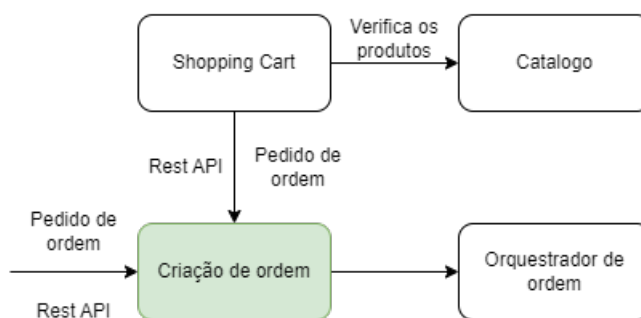 Shopping Cart
Verifica os
produtos
Catalogo
Rest API
Pedido de
ordem
Pedido de
ordem
Rest API
Criação de ordem
Orquestrador de
ordem